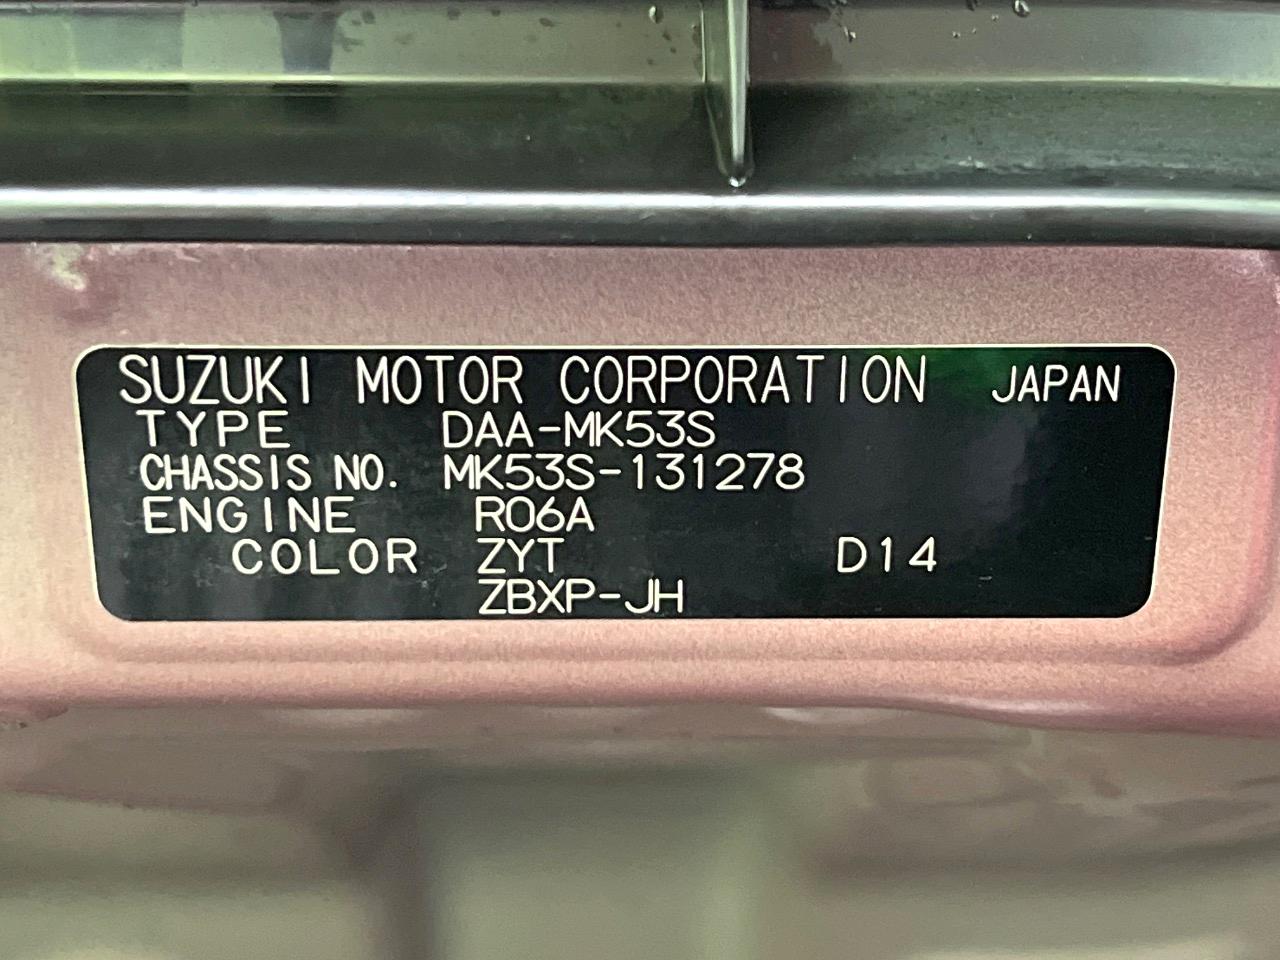 SUZUKI MOTOR CORPORATION JAPAN
TYPE DAA-MK53S
CHASSIS NO. MK53S-131278
ENGINE R06A
COLOR ZYT D14
ZBXP-JH